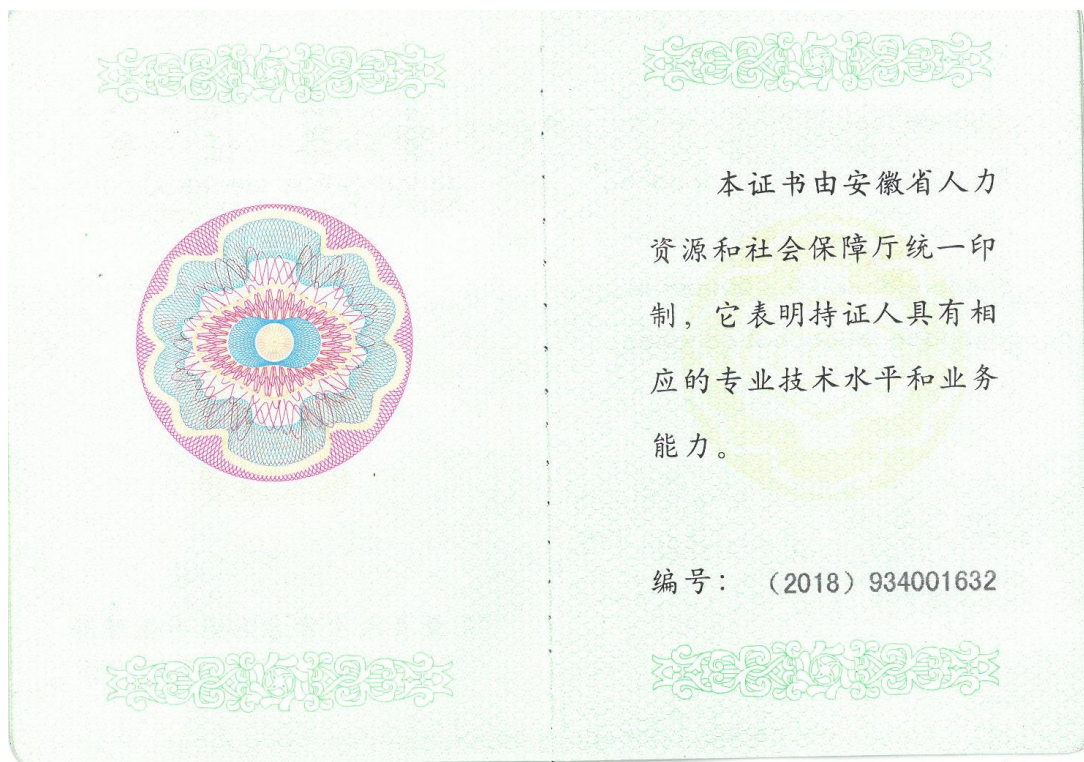 本证书由安徽省人力
资源和社会保障厅统一印
制，它表明持证人具有相
应的专业技术水平和业务
能力。
编号：（2018）934001632